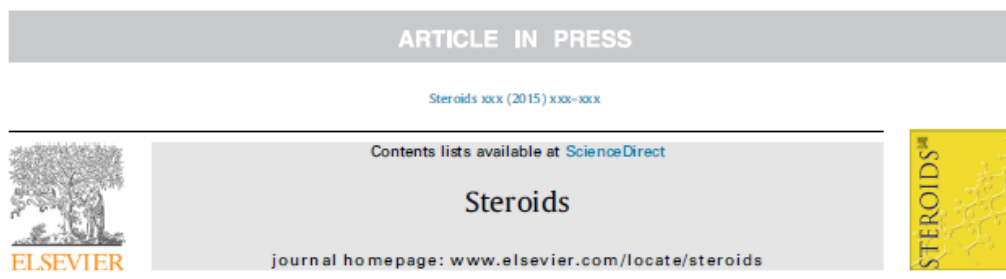 ARTICLE IN PRESS
Steroids xxx (2015) xxx–xxx
Contents lists available at ScienceDirect
Steroids
journal homepage: www.elsevier.com/locate/steroids
ELSEVIER
STEROIDS